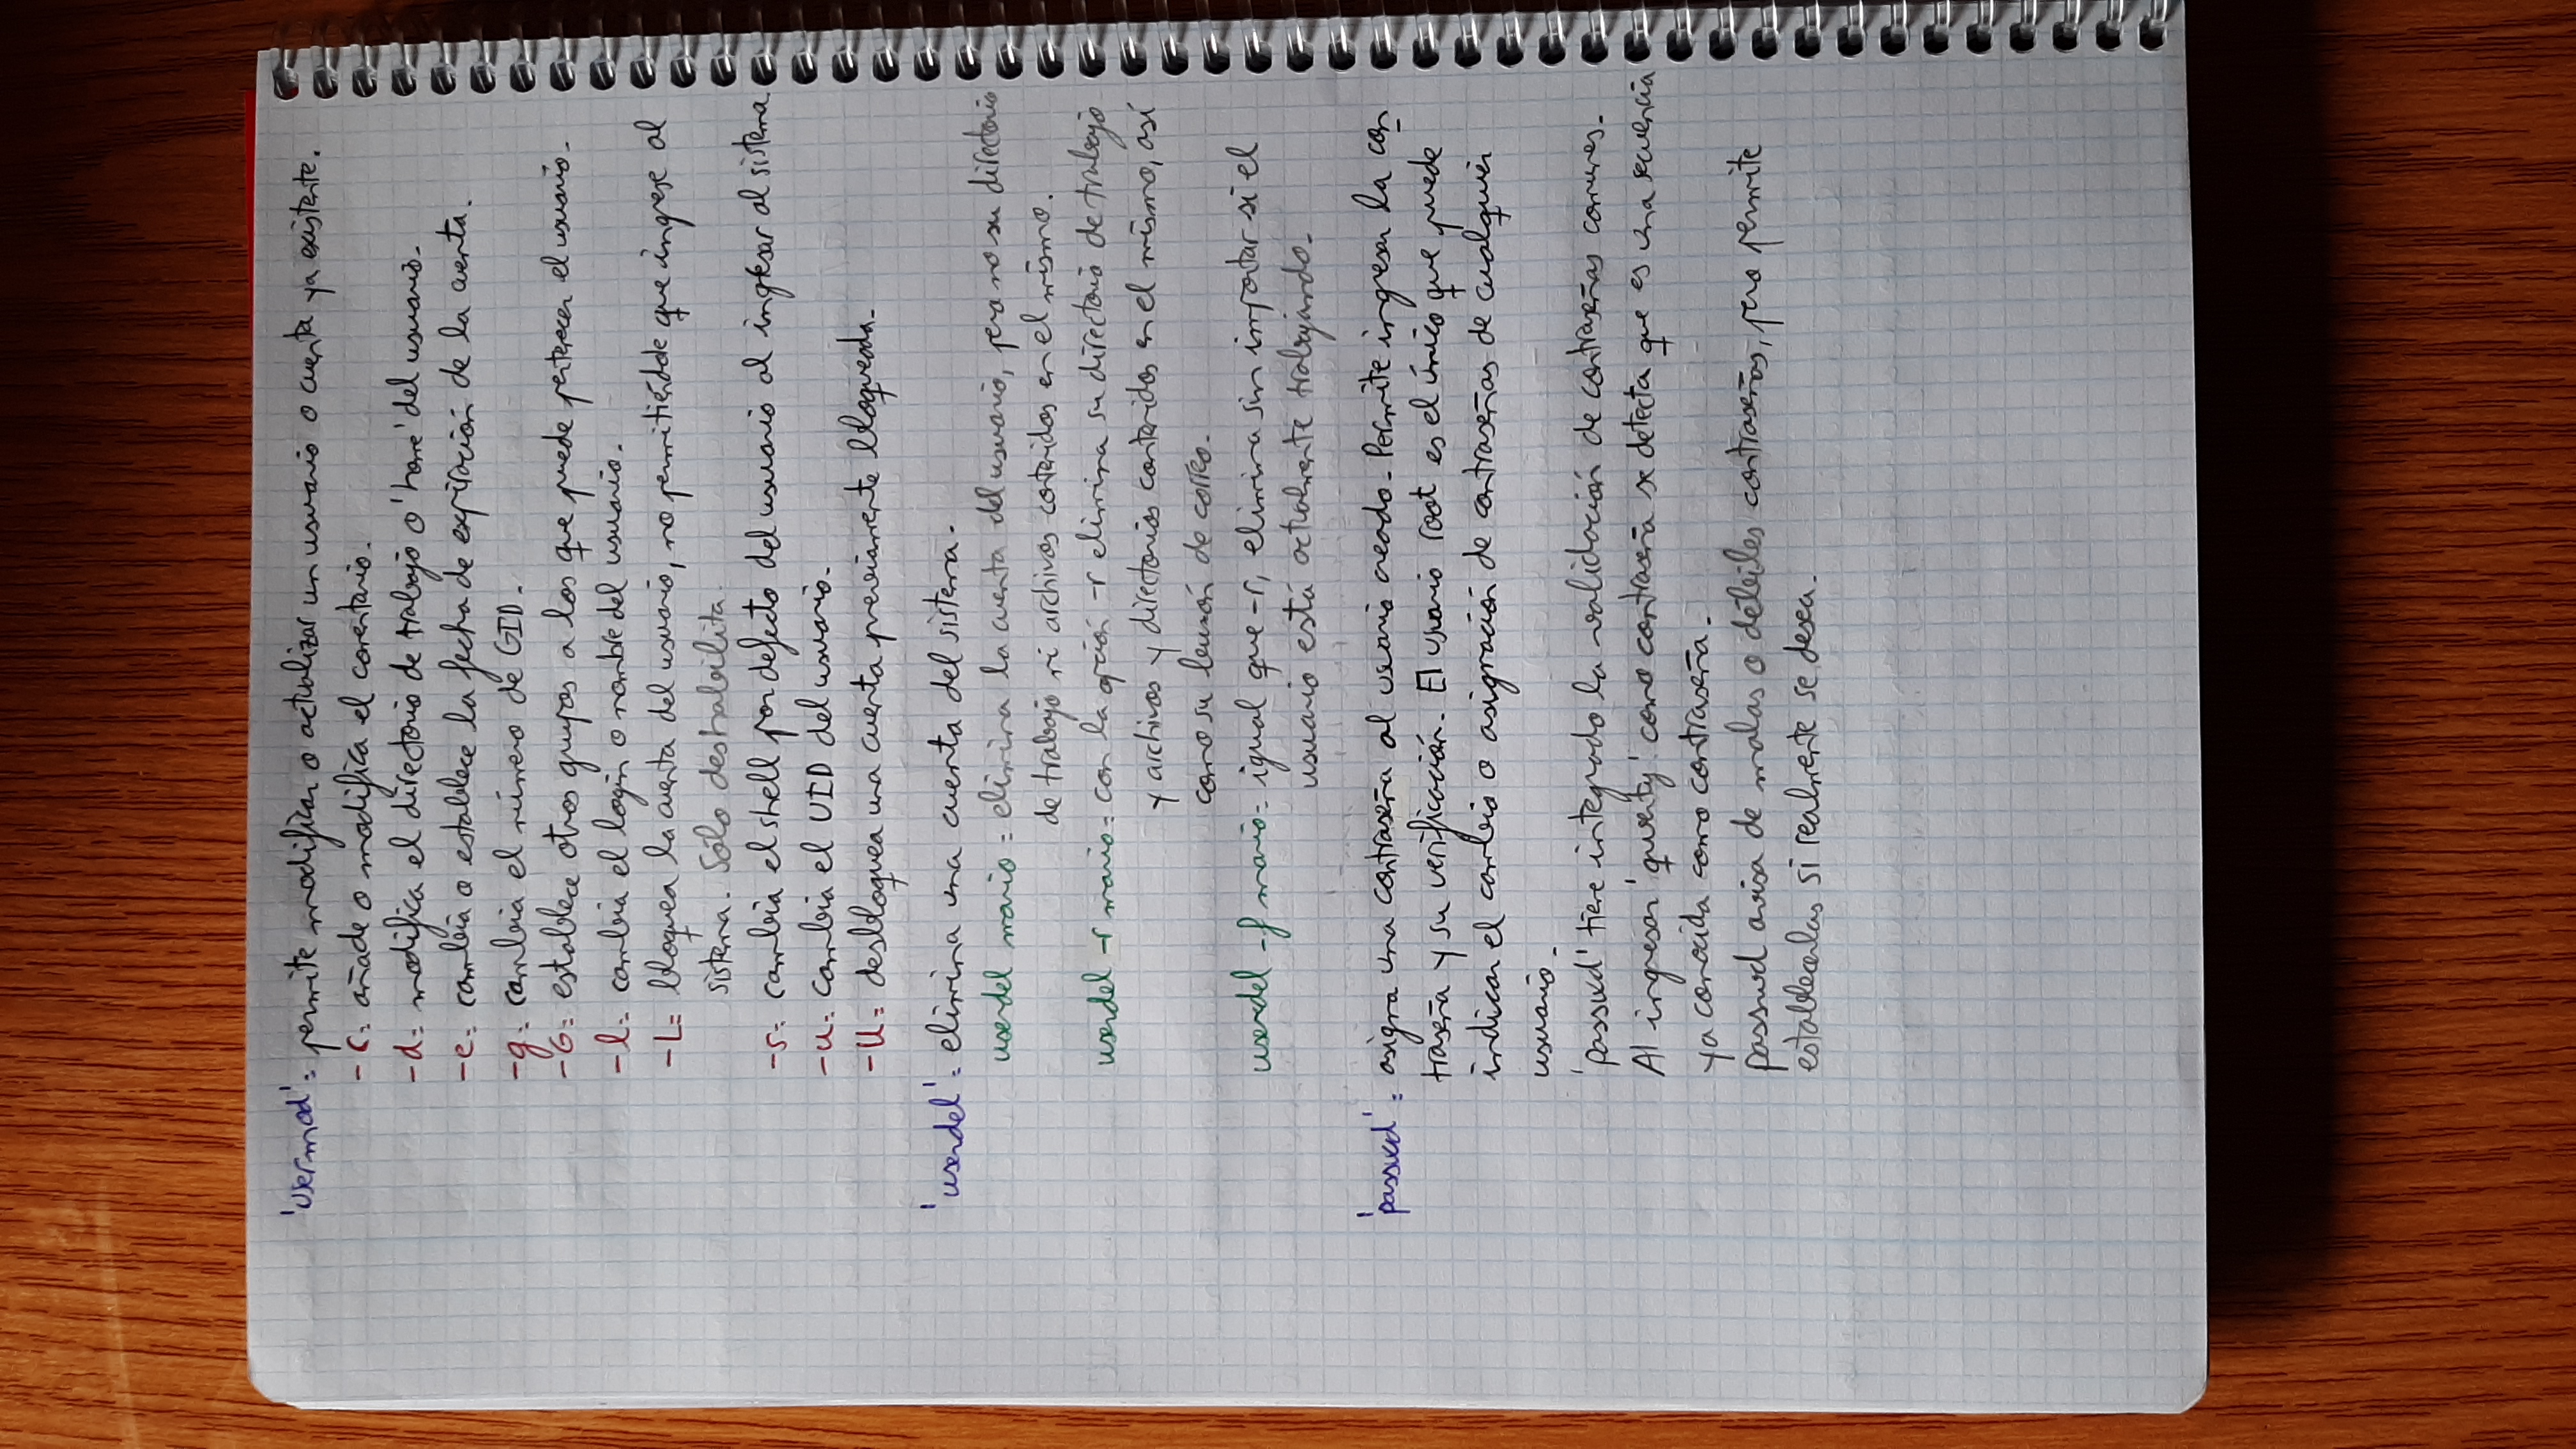 'usermod': permite modificar o actualizar un usuario o cuenta ya existente.
-c: añade o modifica el comentario.
-d: modifica el directorio de trabajo o 'home' del usuario.
-e: cambia o establece la fecha de expiración de la cuenta.
-g: cambia el número de GID.
-G: establece otros grupos a los que puede pertenecer el usuario.
-l: cambia el login o nombre del usuario.
-L: bloquea la cuenta del usuario, no permitiéndole que ingrese al
sistema. Sólo deshabilita.
-s: cambia el shell por defecto del usuario al ingresar al sistema.
-u: cambia el UID del usuario.
-U: desbloquea una cuenta previamente bloqueada.
'userdel': elimina una cuenta del sistema.
userdel mario: elimina la cuenta del usuario, pero no su directorio
de trabajo ni archivos contenidos en el mismo.
userdel -r mario: con la opción -r elimina su directorio de trabajo
y archivos y directorios contenidos en el mismo, así
como su buzón de correo.
userdel -f mario: igual que -r, elimina sin importar si el
usuario está actualmente trabajando.
'passwd': asigna una contraseña al usuario creado. Permite ingresar la con
traseña y su verificación. El usuario root es el único que puede
indicar el cambio o asignación de contraseñas de cualquier
usuario.
'passwd' tiene integrado la validación de contraseñas comunes.
Al ingresar 'qwerty' como contraseña se detecta que es una secuencia
ya conocida como contraseña.
passwd avisa de malas o débiles contraseñas, pero permite
establecerlas si realmente se desea.